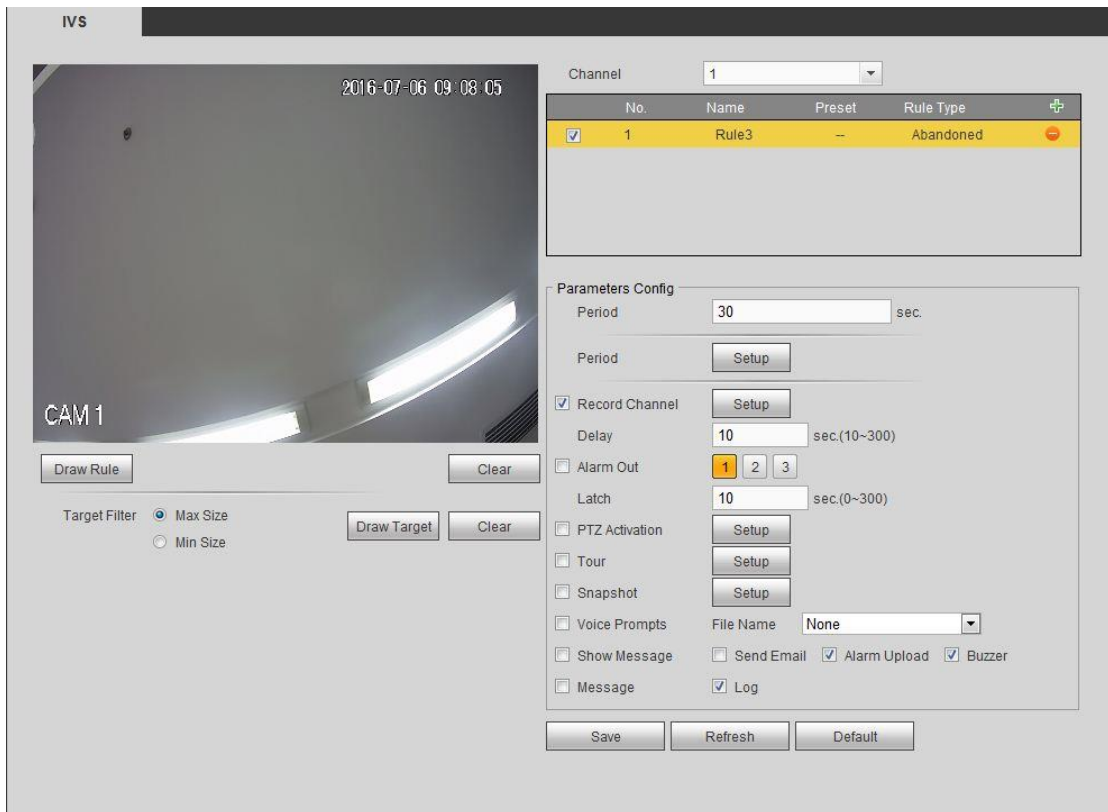 IVS
2016-07-06 09:08:05
CAM 1
Draw Rule
Clear
Target Filter Max Size
Min Size
Draw Target
Clear
Channel 1
No. Name Preset Rule Type
1 Rule3 -- Abandoned
Parameters Config
Period 30 sec.
Period Setup
Record Channel Setup
Delay 10 sec.(10~300)
Alarm Out 1 2 3
Latch 10 sec.(0~300)
PTZ Activation Setup
Tour Setup
Snapshot Setup
Voice Prompts File Name None
Show Message Send Email Alarm Upload Buzzer
Message Log
Save Refresh Default